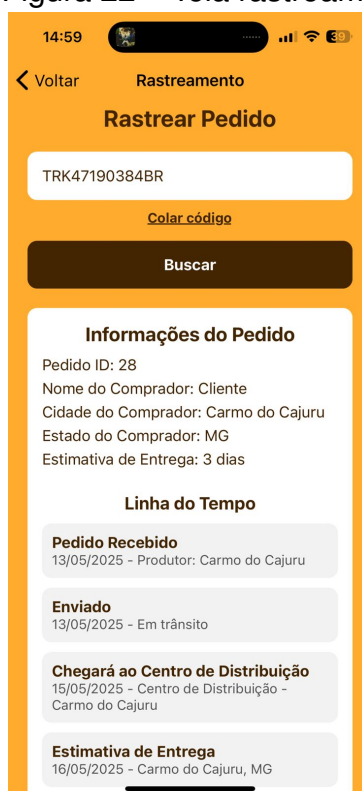 14:59
39
Voltar
Rastreamento
Rastrear Pedido
TRK47190384BR
Colar código
Buscar
Informações do Pedido
Pedido ID: 28
Nome do Comprador: Cliente
Cidade do Comprador: Carmo do Cajuru
Estado do Comprador: MG
Estimativa de Entrega: 3 dias
Linha do Tempo
Pedido Recebido
13/05/2025 - Produtor: Carmo do Cajuru
Enviado
13/05/2025 - Em trânsito
Chegará ao Centro de Distribuição
15/05/2025 - Centro de Distribuição -
Carmo do Cajuru
Estimativa de Entrega
16/05/2025 - Carmo do Cajuru, MG